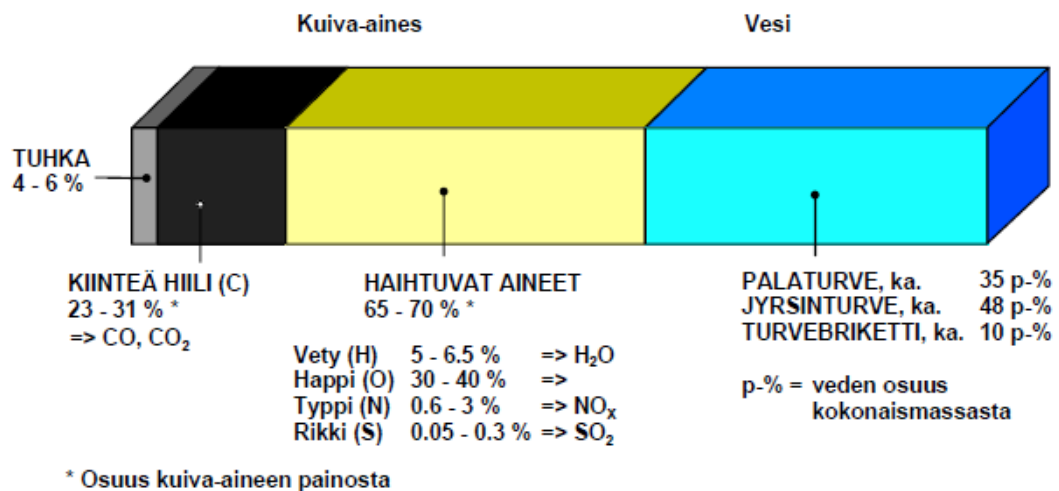 Kuiva-aines
Vesi
TUHKA
4 - 6 %
KIINTEÄ HIILI (C)
23 - 31 % *
=> CO, CO₂
HAIHTUVAT AINEET
65 - 70 % *
Vety (H) 5 - 6.5 % => H₂O
Happi (O) 30 - 40 % =>
Typpi (N) 0.6 - 3 % => NOₓ
Rikki (S) 0.05 - 0.3 % => SO₂
PALATURVE, ka. 35 p-%
JYRSINTURVE, ka. 48 p-%
TURVEBRIKETTI, ka. 10 p-%
p-% = veden osuus
kokonaismassasta
* Osuus kuiva-aineen painosta